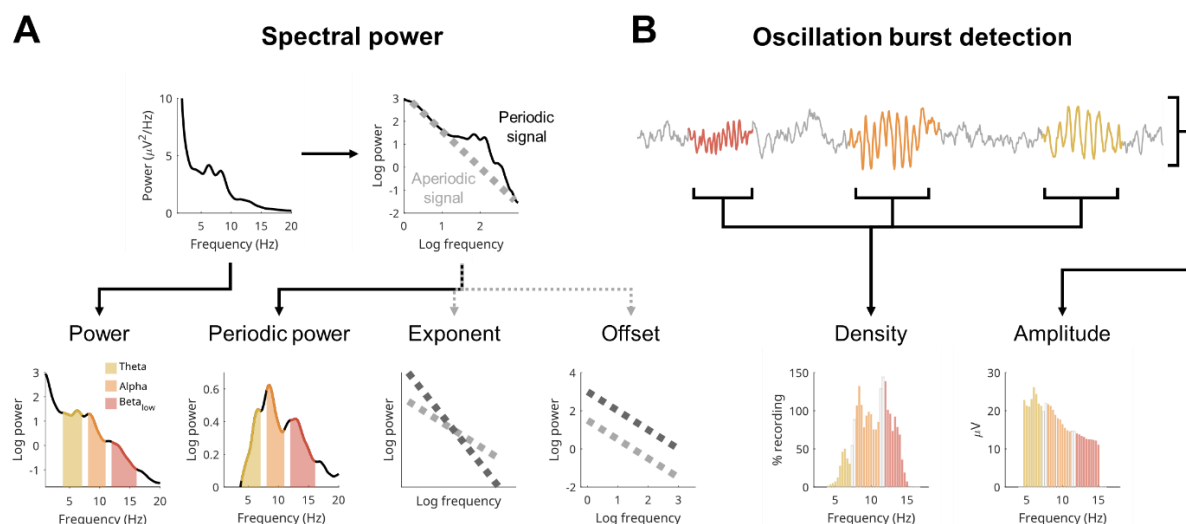 A
Spectral power
10
5
0
Power (μV²/Hz)
5
10
15
20
Frequency (Hz)
3
2
1
0
-1
-2
Log power
0
1
2
Log frequency
Periodic
signal
Aperiodic
signal
Power
3
2
1
0
-1
Log power
Theta
Alpha
Beta_low
5
10
15
20
Frequency (Hz)
Periodic power
0.6
0.4
0.2
0
Log power
5
10
15
20
Frequency (Hz)
Exponent
Log power
Log frequency
Offset
4
2
0
-2
Log power
0
1
2
3
Log frequency
B
Oscillation burst detection
Density
150
100
50
0
% recording
5
10
15
Frequency (Hz)
Amplitude
30
20
10
0
μV
5
10
15
Frequency (Hz)